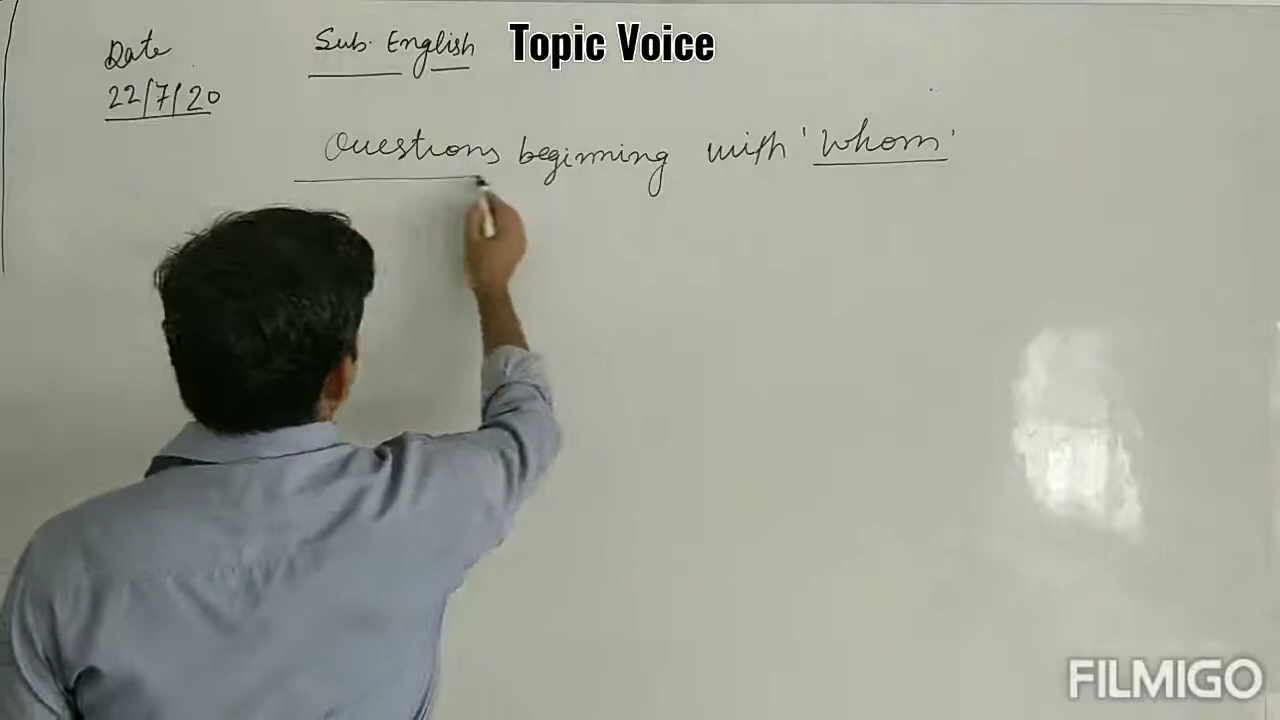 Date
22/7/20
Sub. English
Topic Voice
Questions beginning with 'Whom'
FILMIGO